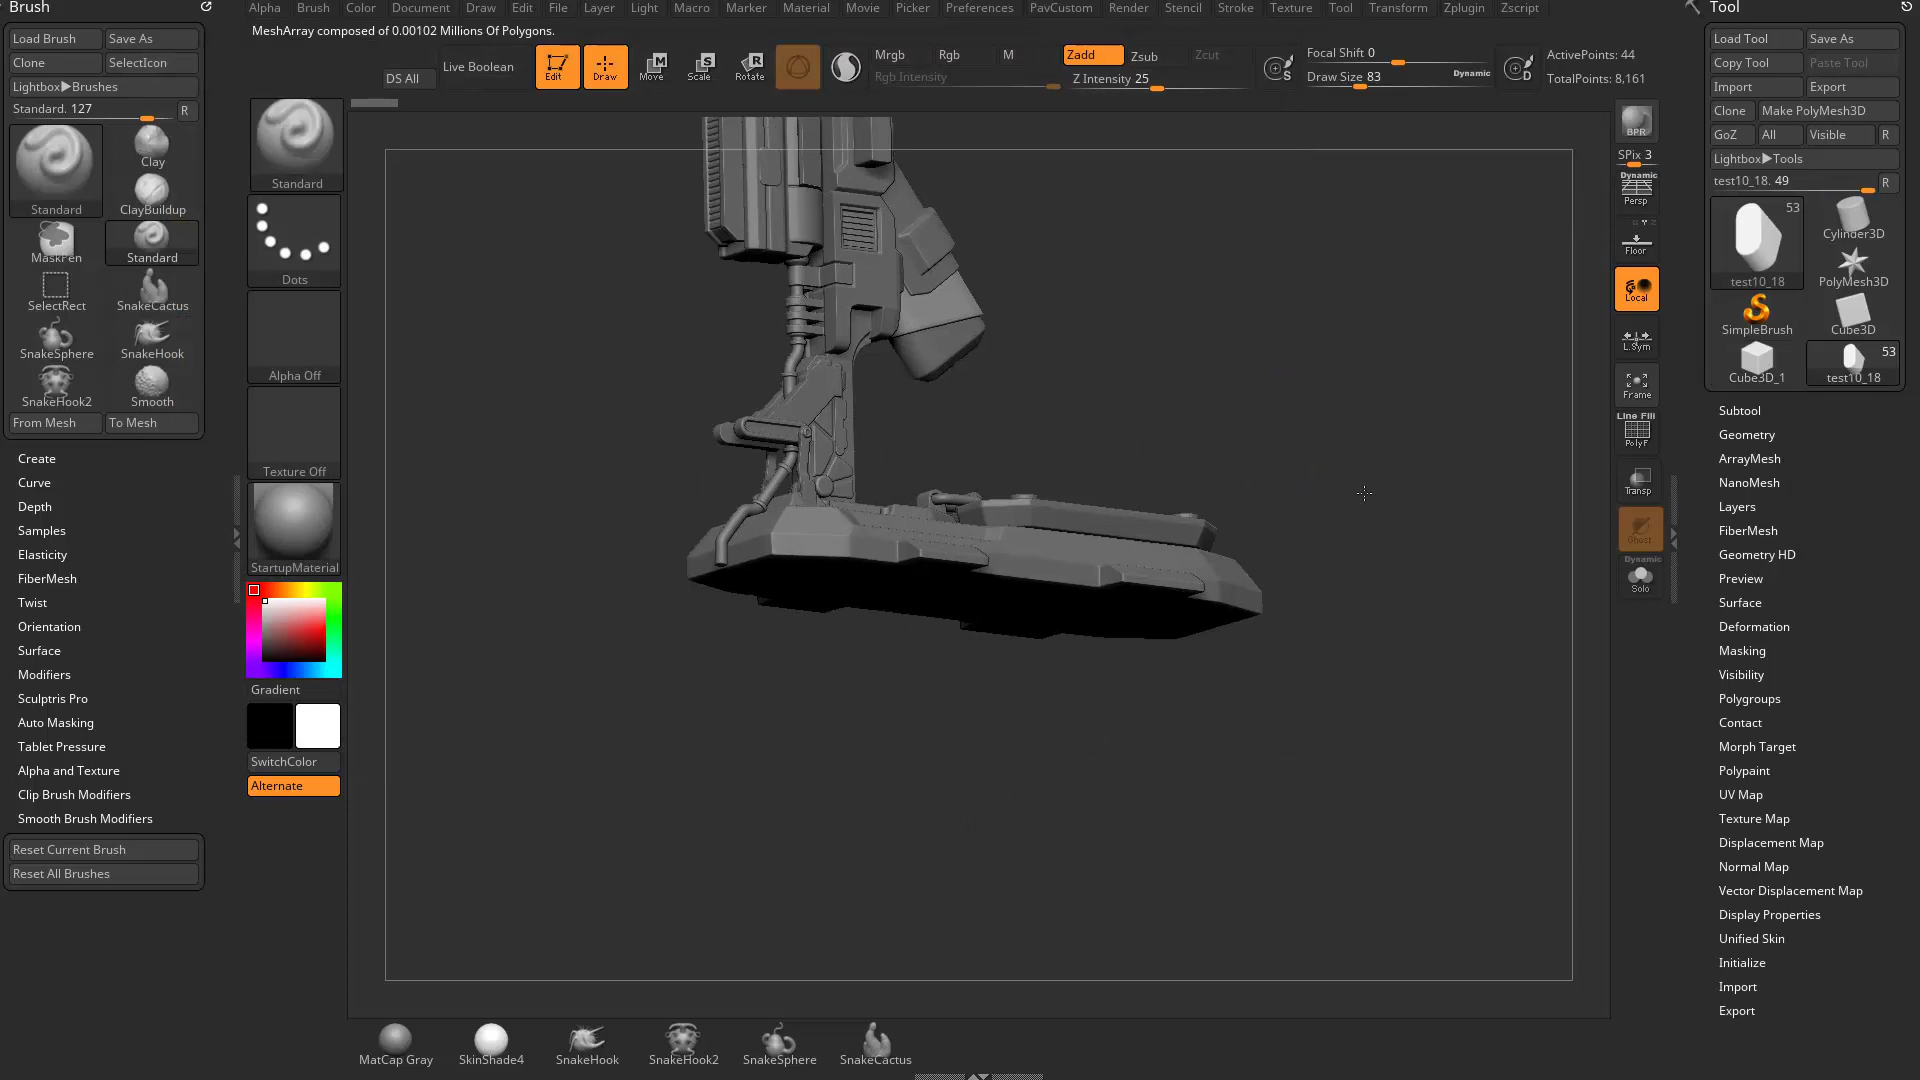 Brush
Alpha Brush Color Document Draw Edit File Layer Light Macro Marker Material Movie Picker Preferences PavCustom Render Stencil Stroke Texture Tool Transform Zplugin Zscript
Tool
MeshArray composed of 0.00102 Millions Of Polygons.
Load Brush Save As
Clone SelectIcon
Lightbox▶Brushes
Standard. 127 R
Standard
Clay
ClayBuildup
MaskPen Standard
SelectRect SnakeCactus
SnakeSphere SnakeHook
SnakeHook2 Smooth
From Mesh To Mesh
Create
Curve
Depth
Samples
Elasticity
FiberMesh
Twist
Orientation
Surface
Modifiers
Sculptris Pro
Auto Masking
Tablet Pressure
Alpha and Texture
Clip Brush Modifiers
Smooth Brush Modifiers
Reset Current Brush
Reset All Brushes
DS All
Live Boolean
Edit Draw Move Scale Rotate
M S R
Mrgb Rgb M
Rgb Intensity
Zadd Zsub Zcut
Z Intensity 25
S
Focal Shift 0
Draw Size 83 Dynamic
D
ActivePoints: 44
TotalPoints: 8,161
Standard
Dots
Alpha Off
Texture Off
StartupMaterial
Gradient
SwitchColor
Alternate
BPR
SPix 3
Dynamic
Persp
Floor
Local
L.Sym
Frame
Line Fill
PolyF
Transp
Ghost
Dynamic
Solo
Load Tool Save As
Copy Tool Paste Tool
Import Export
Clone Make PolyMesh3D
GoZ All Visible R
Lightbox▶Tools
test10_18. 49 R
53
test10_18
Cylinder3D
PolyMesh3D
SimpleBrush Cube3D
53
Cube3D_1 test10_18
Subtool
Geometry
ArrayMesh
NanoMesh
Layers
FiberMesh
Geometry HD
Preview
Surface
Deformation
Masking
Visibility
Polygroups
Contact
Morph Target
Polypaint
UV Map
Texture Map
Displacement Map
Normal Map
Vector Displacement Map
Display Properties
Unified Skin
Initialize
Import
Export
MatCap Gray SkinShade4 SnakeHook SnakeHook2 SnakeSphere SnakeCactus